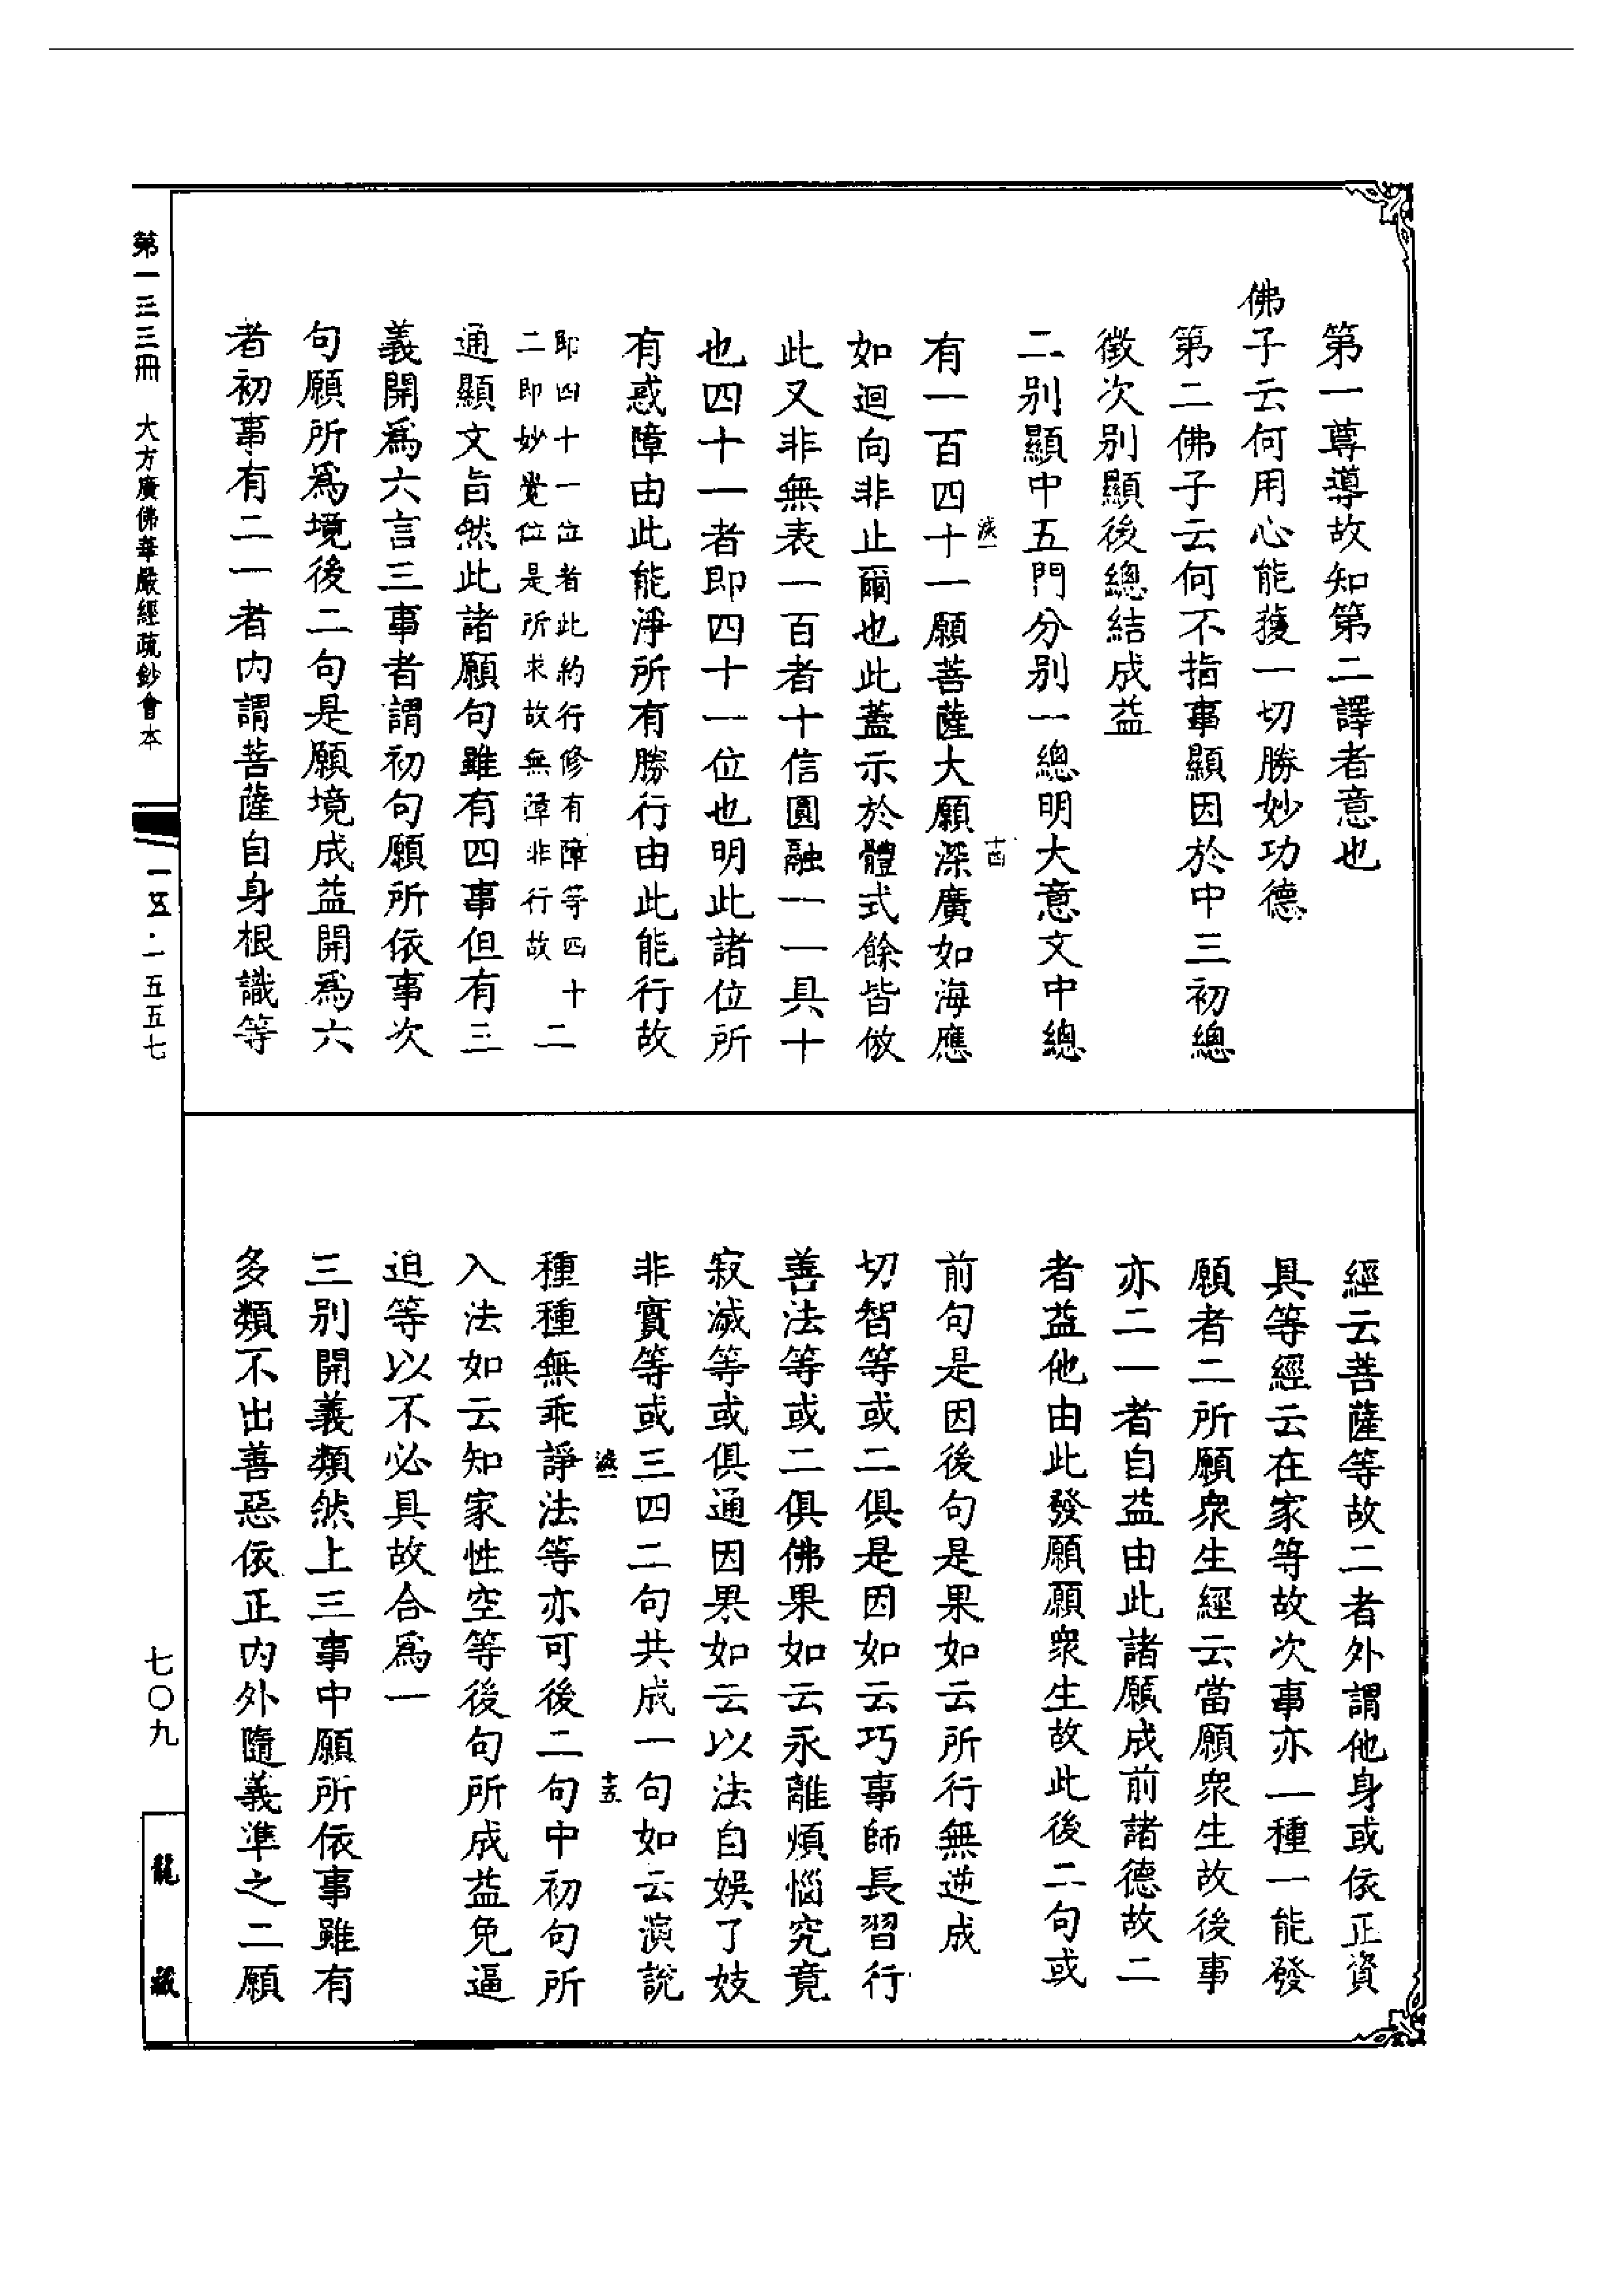 第一尊導故知第二譯者意也
佛子云何用心能獲一切勝妙功德
第二佛子云何不指事顯因於中三初總
徵次別顯後總結成益
二別顯中五門分別一總明大意文中總
減一
十四
有一百四十一願菩薩大願深廣如海應
如迴向非止爾也此蓋示於體式餘皆倣
此又非無表一百者十信圓融一一具十
也四十一者即四十一位也明此諸位所
有惑障由此能淨所有勝行由此能行故
即四十一位者此約行修有障等四十二
二即妙覺位是所求故無障非行故 二
通顯文旨然此諸願句雖有四事但有三
義開為六言三事者謂初句願所依事次
句願所為境後二句是願境成益開為六
者初事有二一者內謂菩薩自身根識等
經云菩薩等故二者外謂他身或依正資
具等經云在家等故次事亦一種一能發
願者二所願眾生經云當願眾生故後事
亦二一者自益由此諸願成前諸德故二
者益他由此發願願眾生故此後二句或
前句是因後句是果如云所行無逆成
切智等或二俱是因如云巧事師長習行
善法等或二俱佛果如云永離煩惱究竟
寂滅等或俱通因果如云以法自娛了妓
非實等或三四二句共成一句如云演說
減一
十五
種種無乖諍法等亦可後二句中初句所
入法如云知家性空等後句所成益免逼
迫等以不必具故合為一
三別開義類然上三事中願所依事雖有
多類不出善惡依正內外隨義準之二願
第一三三冊 大方廣佛華嚴經疏鈔會本
一五·一五五七
七〇九
龍藏